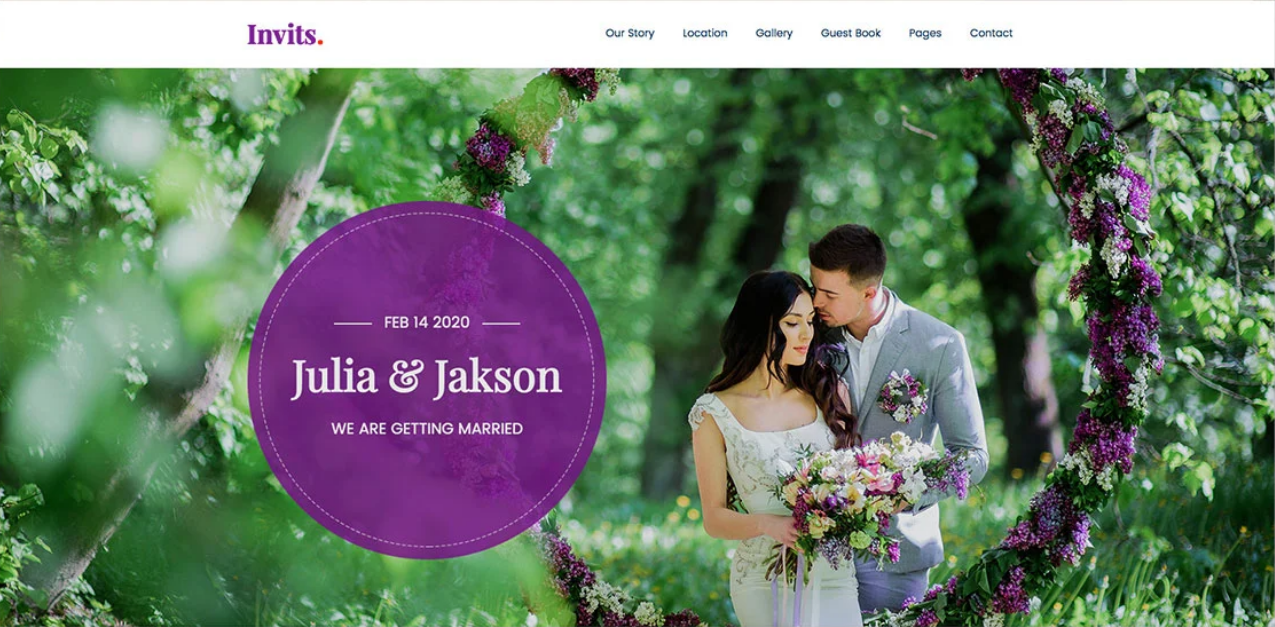 Invits.
Our Story Location Gallery Guest Book Pages Contact
FEB 14 2020
Julia & Jakson
WE ARE GETTING MARRIED